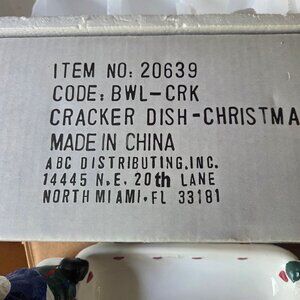 ITEM NO: 20639
CODE: BWL-CRK
CRACKER DISH-CHRISTMA
MADE IN CHINA
ABC DISTRIBUTING, INC.
14445 N.E. 20th LANE
NORTH MIAMI, FL 33181